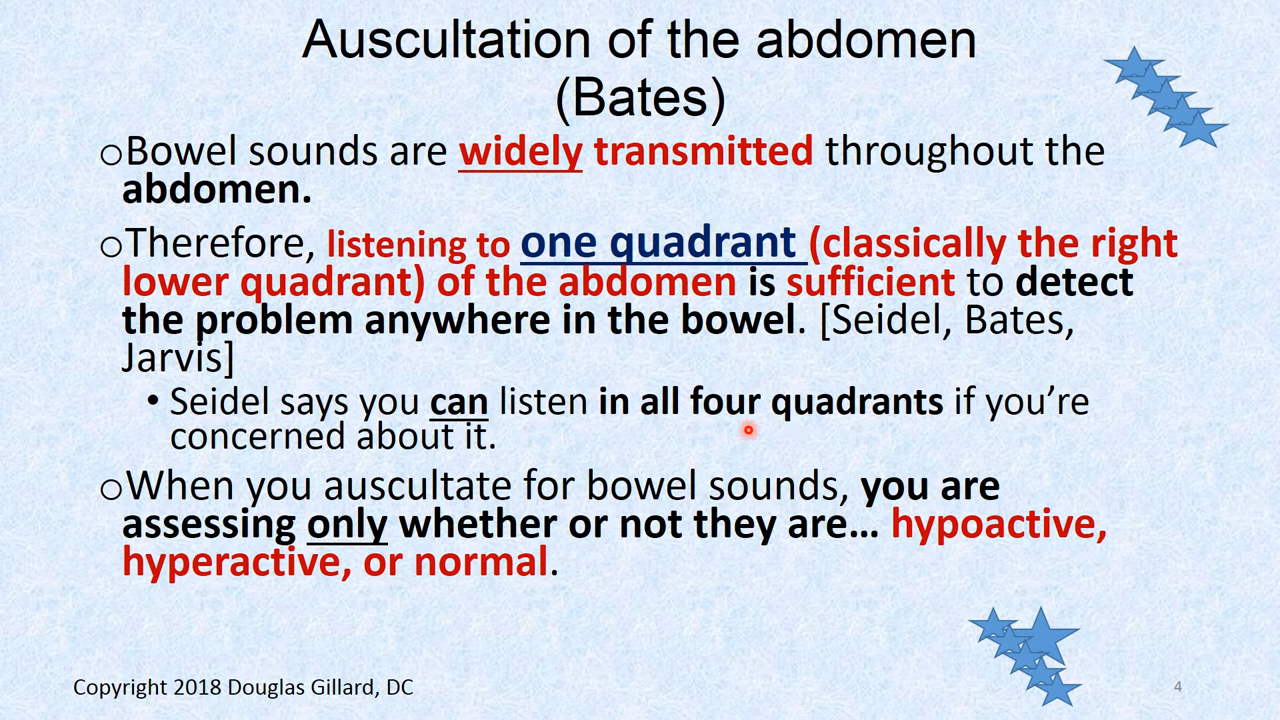 Auscultation of the abdomen
(Bates)
oBowel sounds are widely transmitted throughout the
abdomen.
oTherefore, listening to one quadrant (classically the right
lower quadrant) of the abdomen is sufficient to detect
the problem anywhere in the bowel. [Seidel, Bates,
Jarvis]
• Seidel says you can listen in all four quadrants if you’re
concerned about it.
oWhen you auscultate for bowel sounds, you are
assessing only whether or not they are… hypoactive,
hyperactive, or normal.
Copyright 2018 Douglas Gillard, DC
4